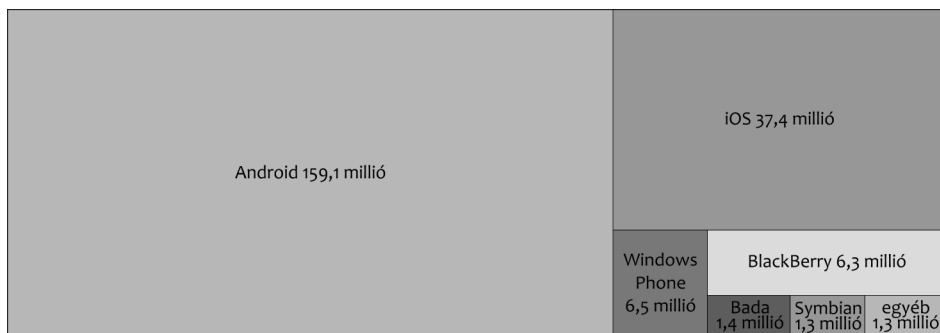 Android 159,1 millió
iOS 37,4 millió
Windows
Phone
6,5 millió
BlackBerry 6,3 millió
Bada
1,4 millió
Symbian
1,3 millió
egyéb
1,3 millió